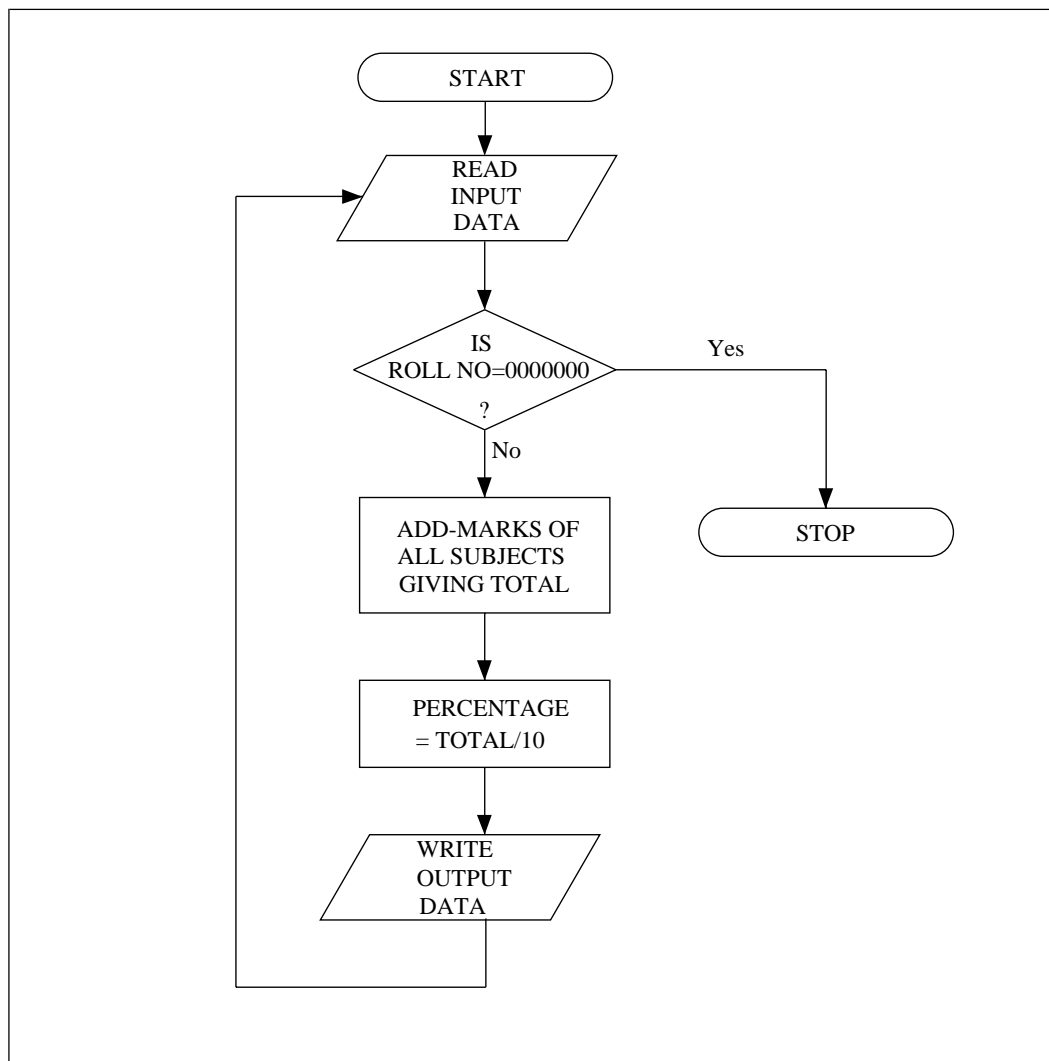 START
READ
INPUT
DATA
IS
ROLL NO=0000000
?
Yes
No
ADD-MARKS OF
ALL SUBJECTS
GIVING TOTAL
STOP
PERCENTAGE
= TOTAL/10
WRITE
OUTPUT
DATA